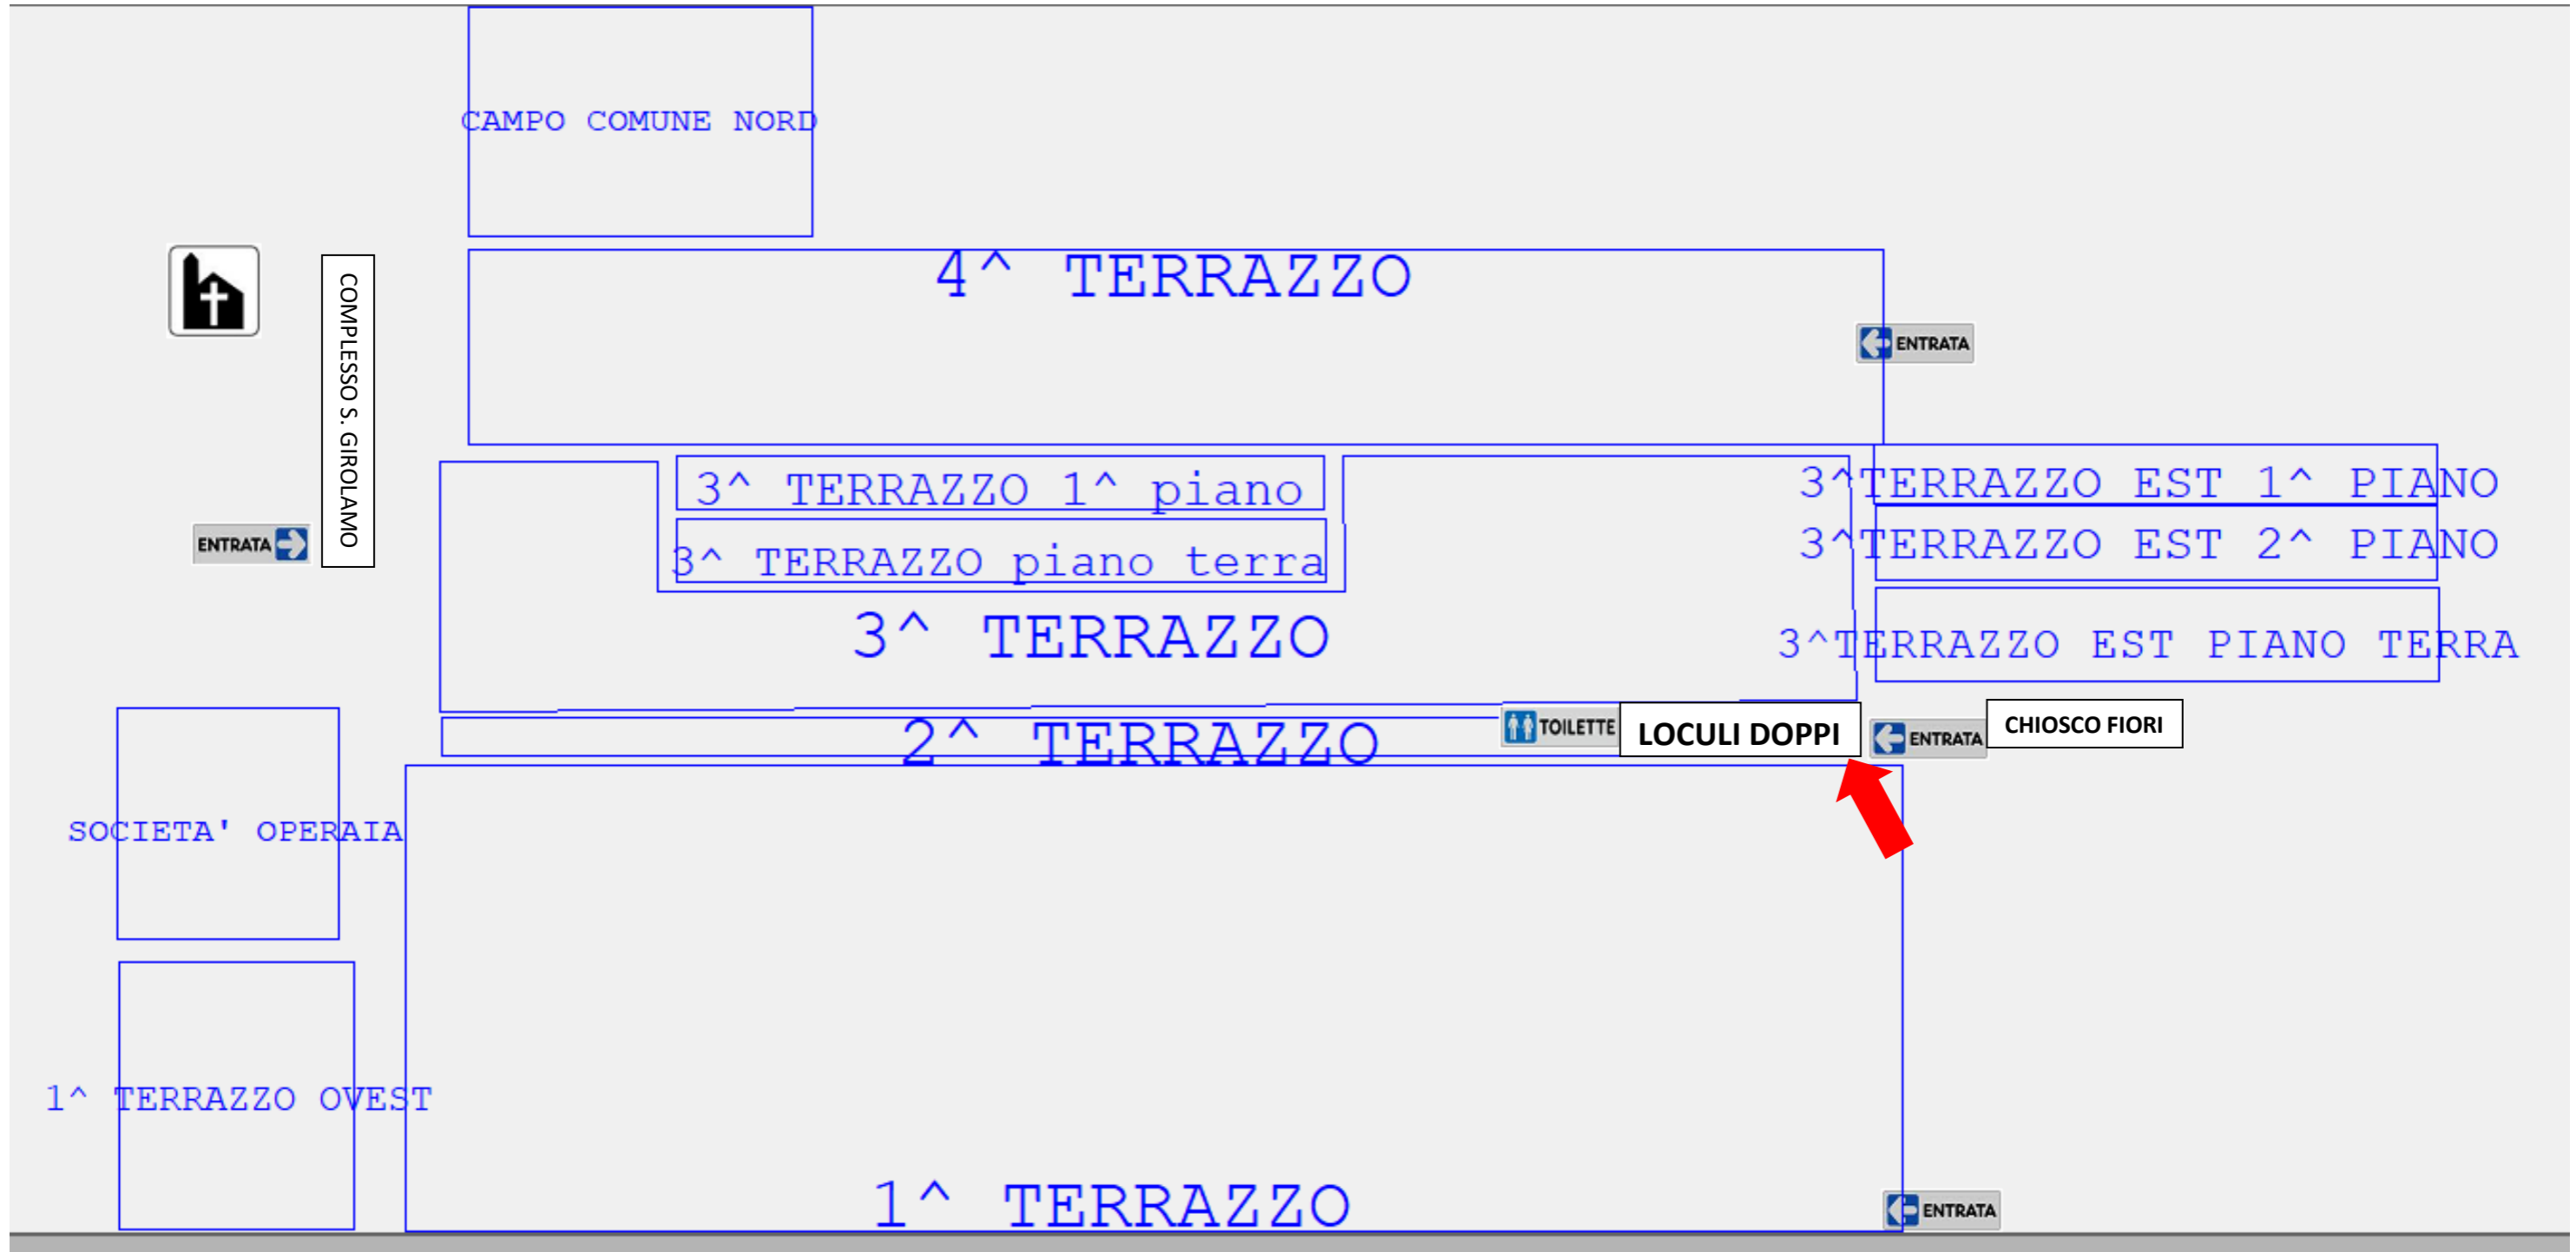 CAMPO COMUNE NORD
4^ TERRAZZO
ENTRATA
COMPLESSO S. GIROLAMO
3^ TERRAZZO 1^ piano
3^TERRAZZO EST 1^ PIANO
ENTRATA
3^ TERRAZZO piano terra
3^TERRAZZO EST 2^ PIANO
3^ TERRAZZO
3^TERRAZZO EST PIANO TERRA
2^ TERRAZZO
TOILETTE
LOCULI DOPPI
ENTRATA
CHIOSCO FIORI
SOCIETA' OPERAIA
1^ TERRAZZO OVEST
1^ TERRAZZO
ENTRATA